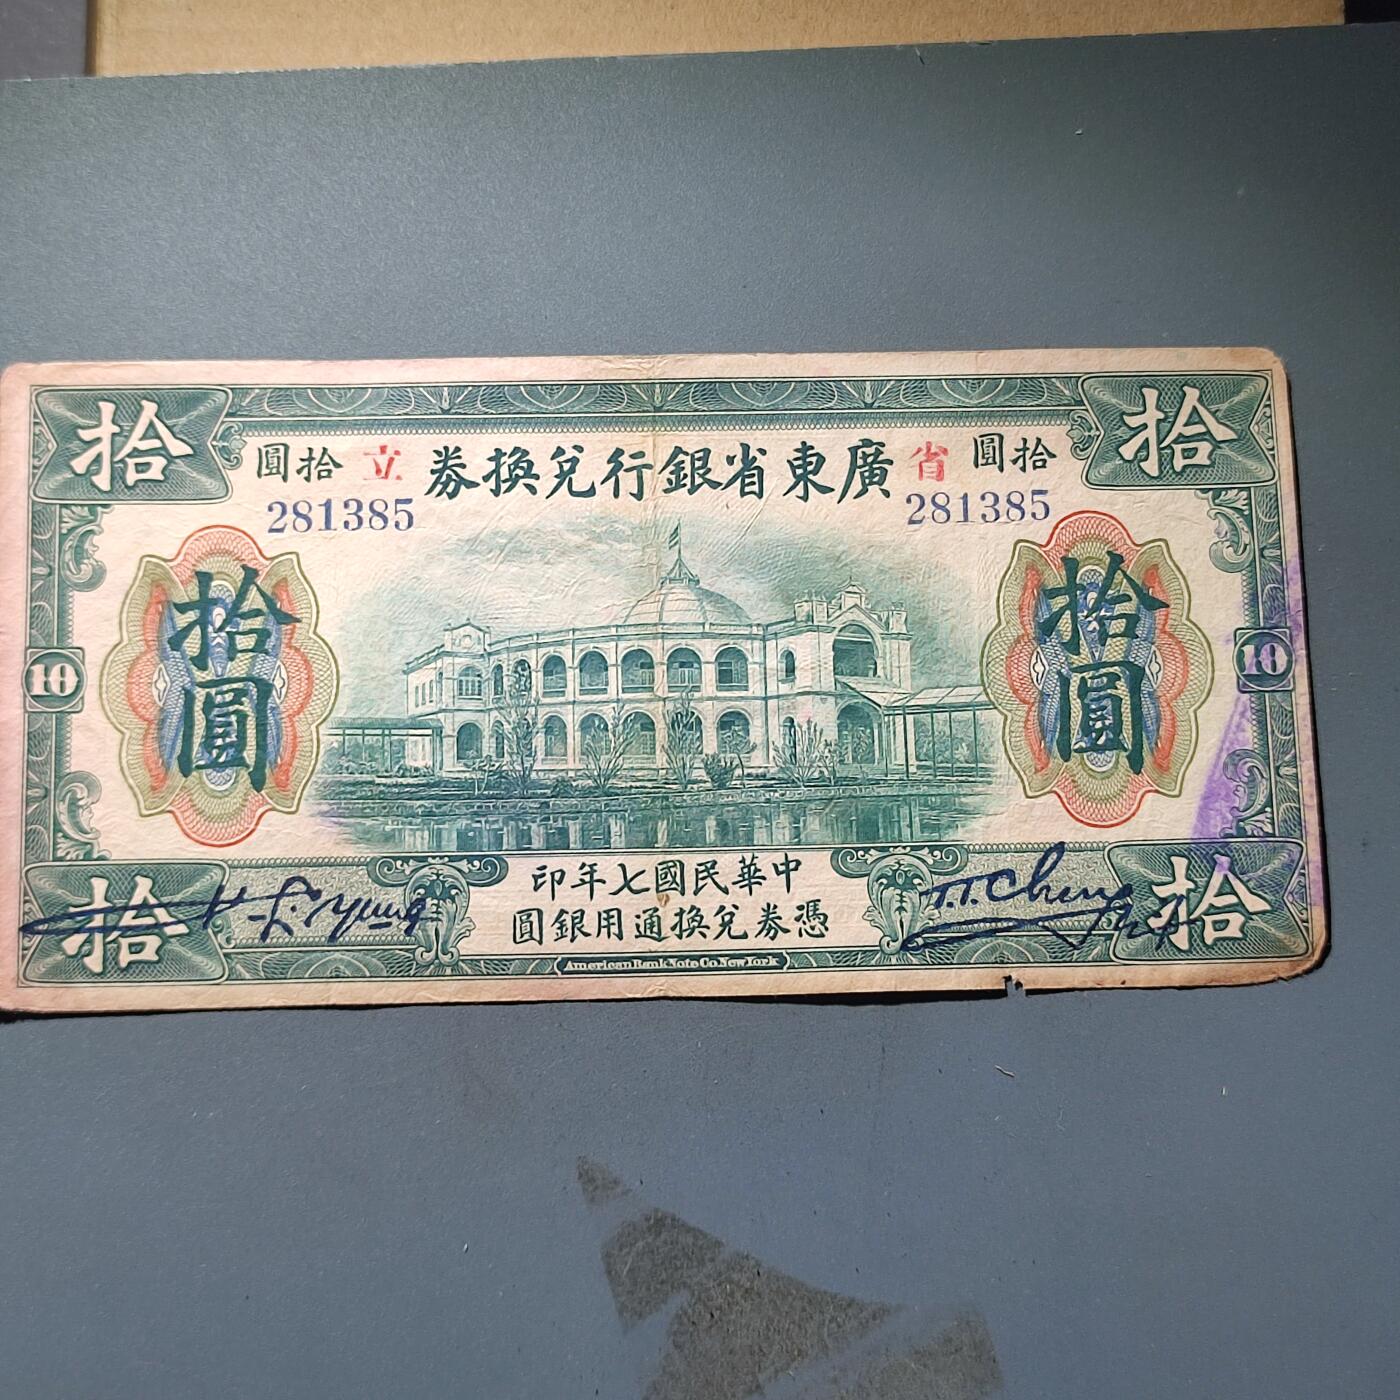 拾 拾
圓拾 立 券換兌行銀省東廣 省 圓拾
281385 281385
拾圓 拾圓
10 10
印年七國民華中
圓銀用通換兌券憑
拾 拾
American Bank Note Co New York